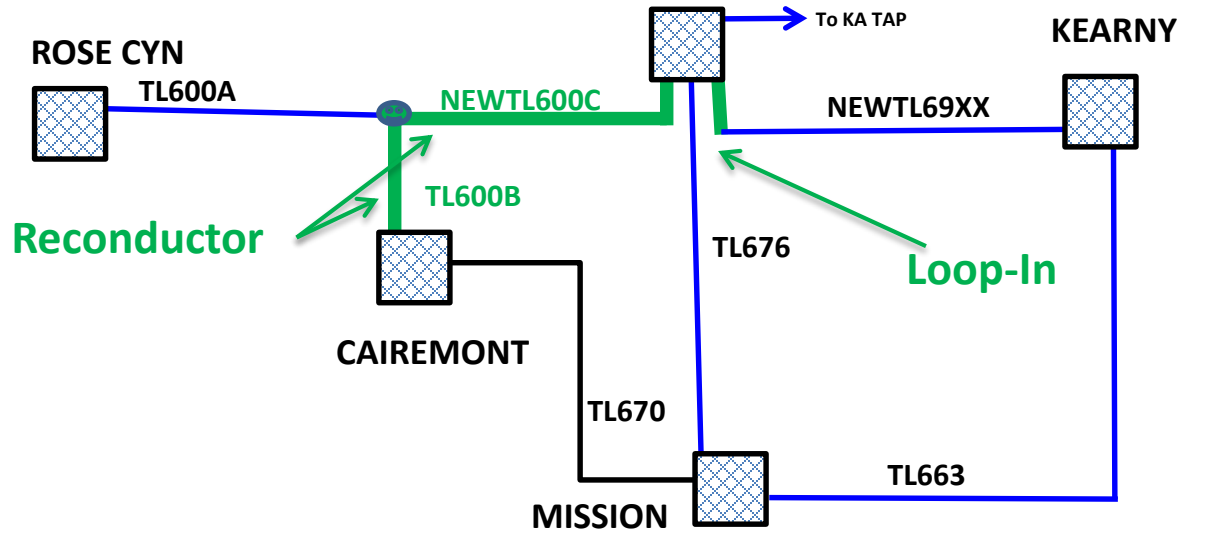 To KA TAP
KEARNY
ROSE CYN
TL600A
NEWTL600C
NEWTL69XX
TL600B
Reconductor
TL676
Loop-In
CAIREMONT
TL670
TL663
MISSION